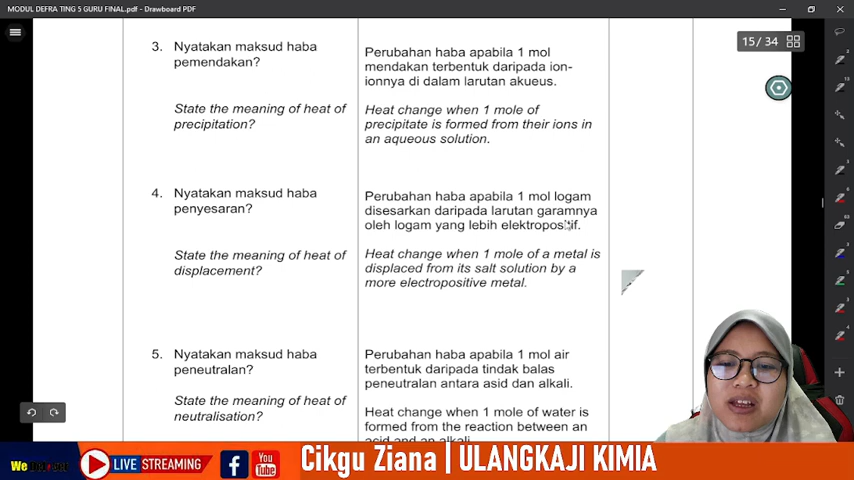 MODUL DEFRA TING 5 GURU FINAL.pdf - Drawboard PDF
15/34
3. Nyatakan maksud haba
pemendakan?
State the meaning of heat of
precipitation?
Perubahan haba apabila 1 mol
mendakan terbentuk daripada ion-
ionnya di dalam larutan akueus.
Heat change when 1 mole of
precipitate is formed from their ions in
an aqueous solution.
4. Nyatakan maksud haba
penyesaran?
State the meaning of heat of
displacement?
Perubahan haba apabila 1 mol logam
disesarkan daripada larutan garamnya
oleh logam yang lebih elektropositif.
Heat change when 1 mole of a metal is
displaced from its salt solution by a
more electropositive metal.
5. Nyatakan maksud haba
peneutralan?
State the meaning of heat of
neutralisation?
Perubahan haba apabila 1 mol air
terbentuk daripada tindak balas
peneutralan antara asid dan alkali.
Heat change when 1 mole of water is
formed from the reaction between an
acid and an alkali.
LIVE STREAMING
You
Tube
Cikgu Ziana | ULANGKAJI KIMIA